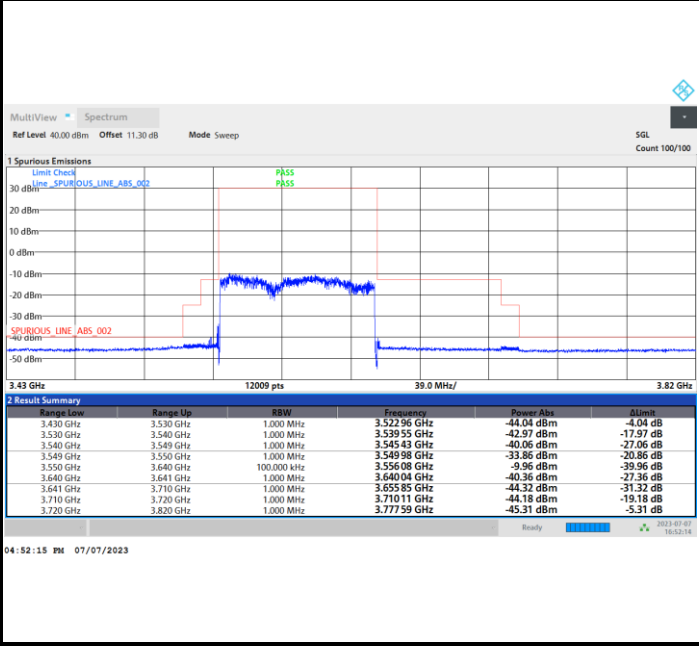 MultiView Spectrum
Ref Level 40.00 dBm Offset 11.30 dB Mode Sweep SGL
Count 100/100
1 Spurious Emissions
Limit Check PASS
Line _SPURIOUS_LINE_ABS_002 PASS
30 dBm
20 dBm
10 dBm
0 dBm
-10 dBm
-20 dBm
-30 dBm
_SPURIOUS_LINE_ABS_002
-40 dBm
-50 dBm
3.43 GHz 12009 pts 39.0 MHz/ 3.82 GHz
2 Result Summary
Range Low Range Up RBW Frequency Power Abs ΔLimit
3.430 GHz 3.530 GHz 1.000 MHz 3.522 96 GHz -44.04 dBm -4.04 dB
3.530 GHz 3.540 GHz 1.000 MHz 3.539 55 GHz -42.97 dBm -17.97 dB
3.540 GHz 3.549 GHz 1.000 MHz 3.545 43 GHz -40.06 dBm -27.06 dB
3.549 GHz 3.550 GHz 1.000 MHz 3.549 98 GHz -33.86 dBm -20.86 dB
3.550 GHz 3.640 GHz 100.000 kHz 3.556 08 GHz -9.96 dBm -39.96 dB
3.640 GHz 3.641 GHz 1.000 MHz 3.640 04 GHz -40.36 dBm -27.36 dB
3.641 GHz 3.710 GHz 1.000 MHz 3.655 85 GHz -44.32 dBm -31.32 dB
3.710 GHz 3.720 GHz 1.000 MHz 3.710 11 GHz -44.18 dBm -19.18 dB
3.720 GHz 3.820 GHz 1.000 MHz 3.777 59 GHz -45.31 dBm -5.31 dB
Ready 2023-07-07
16:52:14
04:52:15 PM 07/07/2023